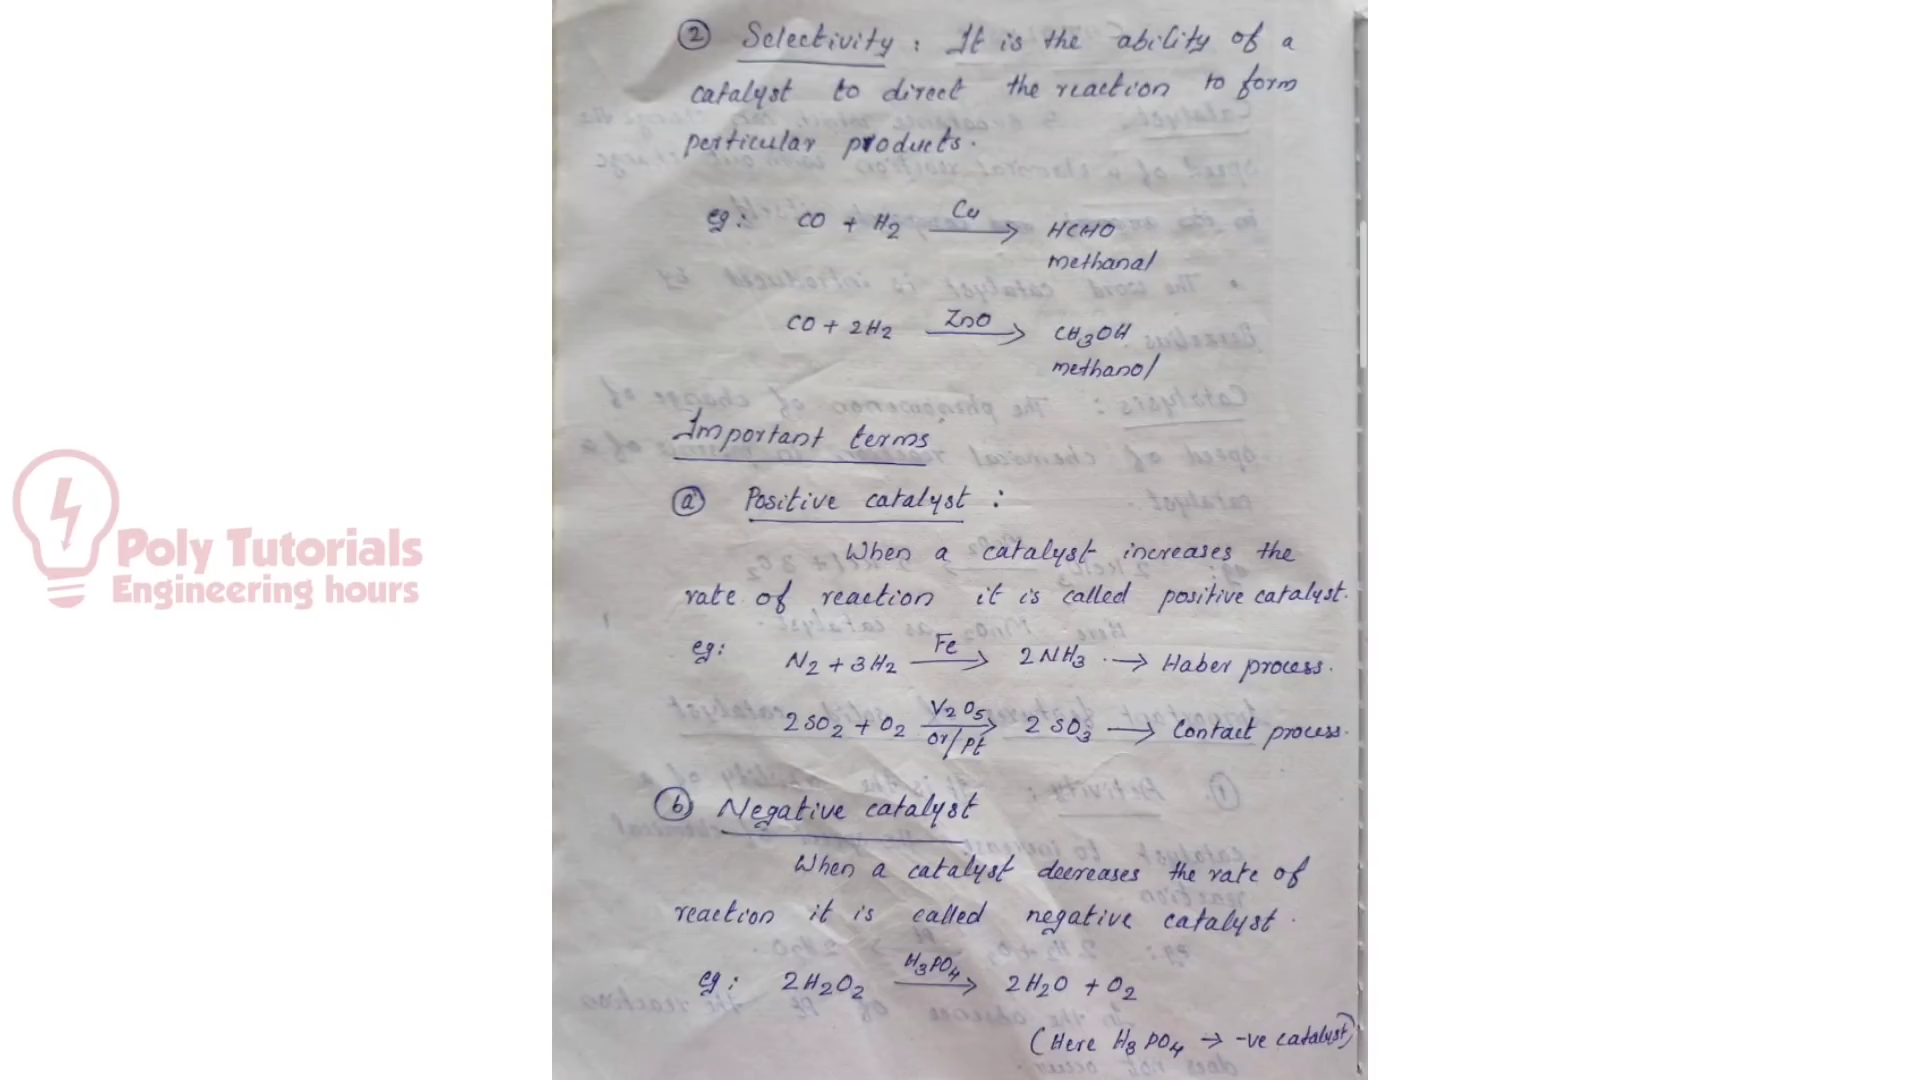 ② Selectivity : It is the ability of a
catalyst to direct the reaction to form
perticular products.
eg : CO + H2 —Cu→ HCHO
methanal
CO + 2H2 —ZnO→ CH3OH
methanol
Important terms
ⓐ Positive catalyst :
When a catalyst increases the
rate of reaction it is called positive catalyst.
eg: N2 + 3H2 —Fe→ 2NH3 → Haber process.
2SO2 + O2 —V2O5 or/Pt→ 2SO3 → Contact process.
ⓑ Negative catalyst
When a catalyst decreases the rate of
reaction it is called negative catalyst.
eg : 2H2O2 —H3PO4→ 2H2O + O2
(Here H3PO4 → -ve catalyst)
Poly Tutorials
Engineering hours